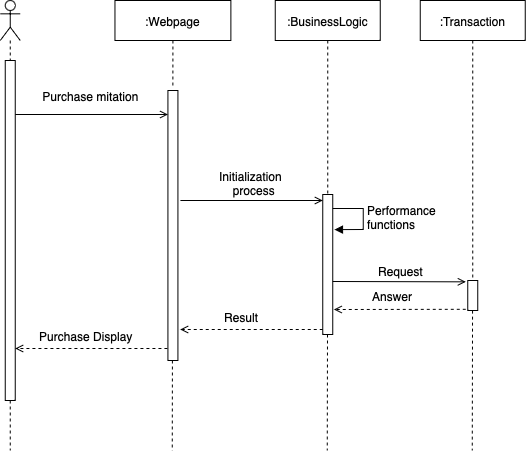 :Webpage
:BusinessLogic
:Transaction
Purchase mitation
Initialization
process
Performance
functions
Request
Answer
Result
Purchase Display